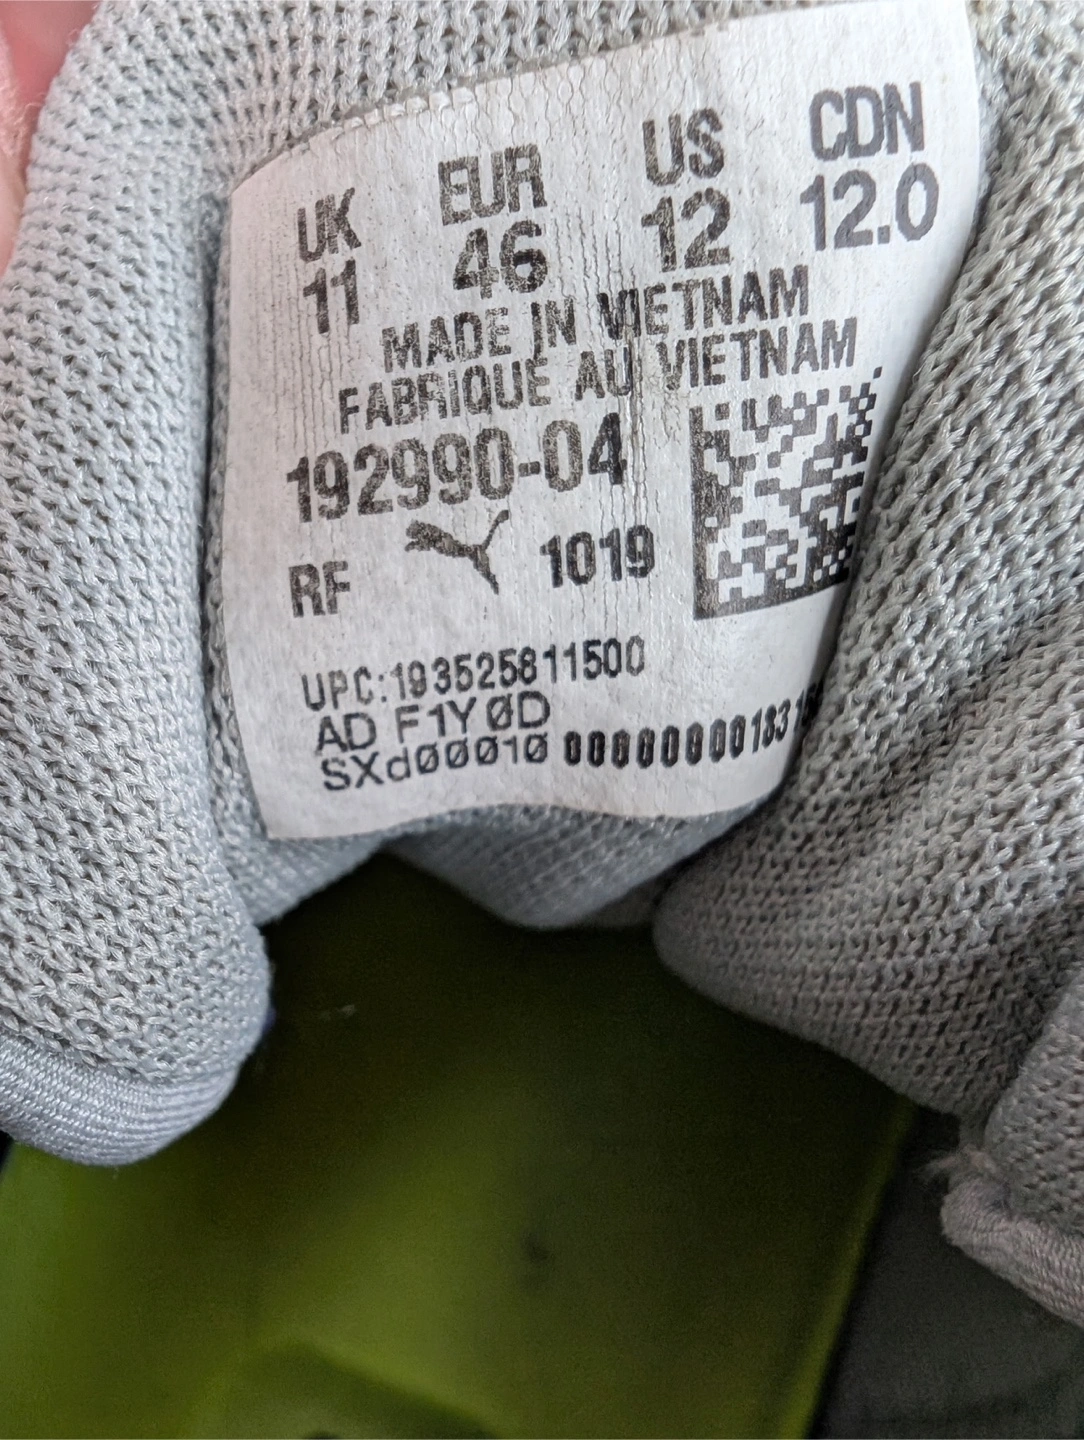 UK EUR US CDN
11 46 12 12.0
MADE IN VIETNAM
FABRIQUE AU VIETNAM
192990-04
RF 1019
UPC:193525811500
AD F1YØD
SXdØØØ1Ø